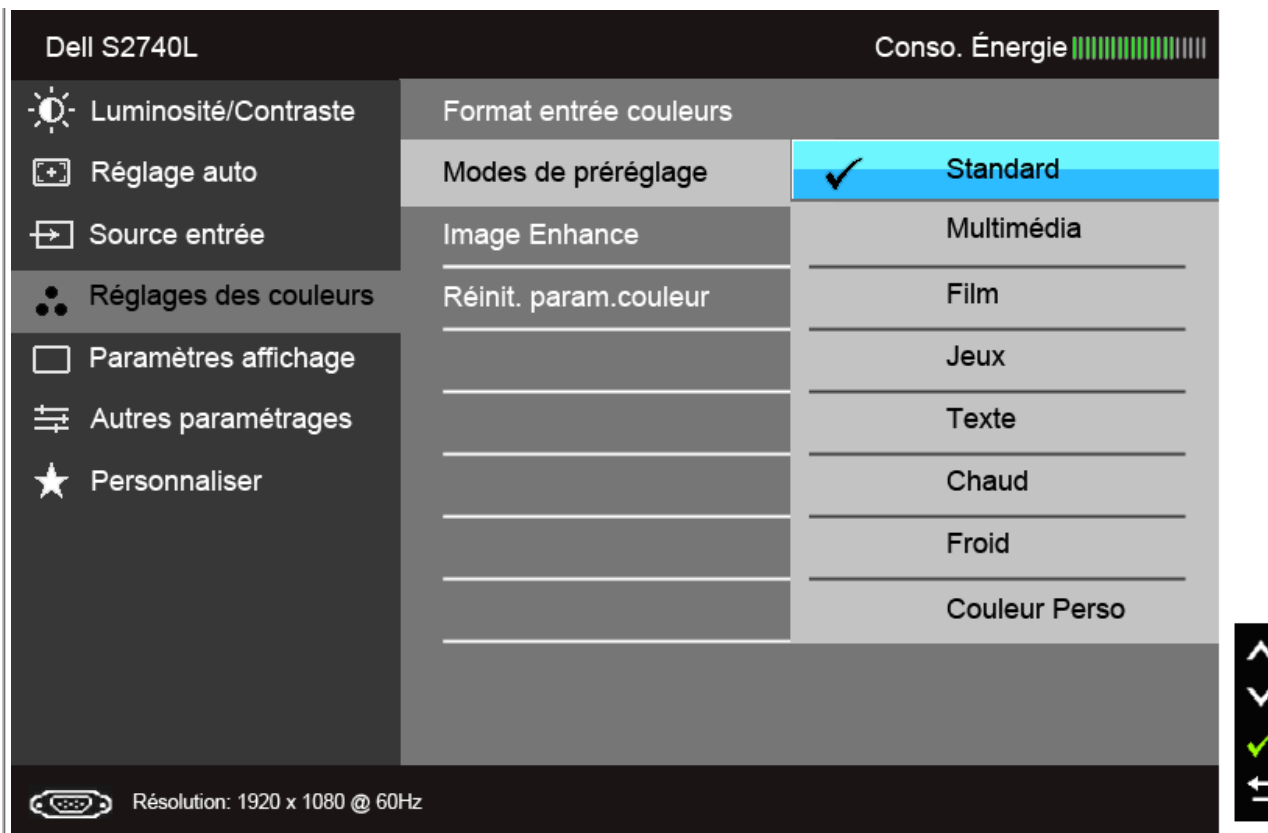 Dell S2740L
Conso. Énergie
Luminosité/Contraste
Réglage auto
Source entrée
Réglages des couleurs
Paramètres affichage
Autres paramétrages
Personnaliser
Format entrée couleurs
Modes de préréglage
Image Enhance
Réinit. param.couleur
Standard
Multimédia
Film
Jeux
Texte
Chaud
Froid
Couleur Perso
Résolution: 1920 x 1080 @ 60Hz